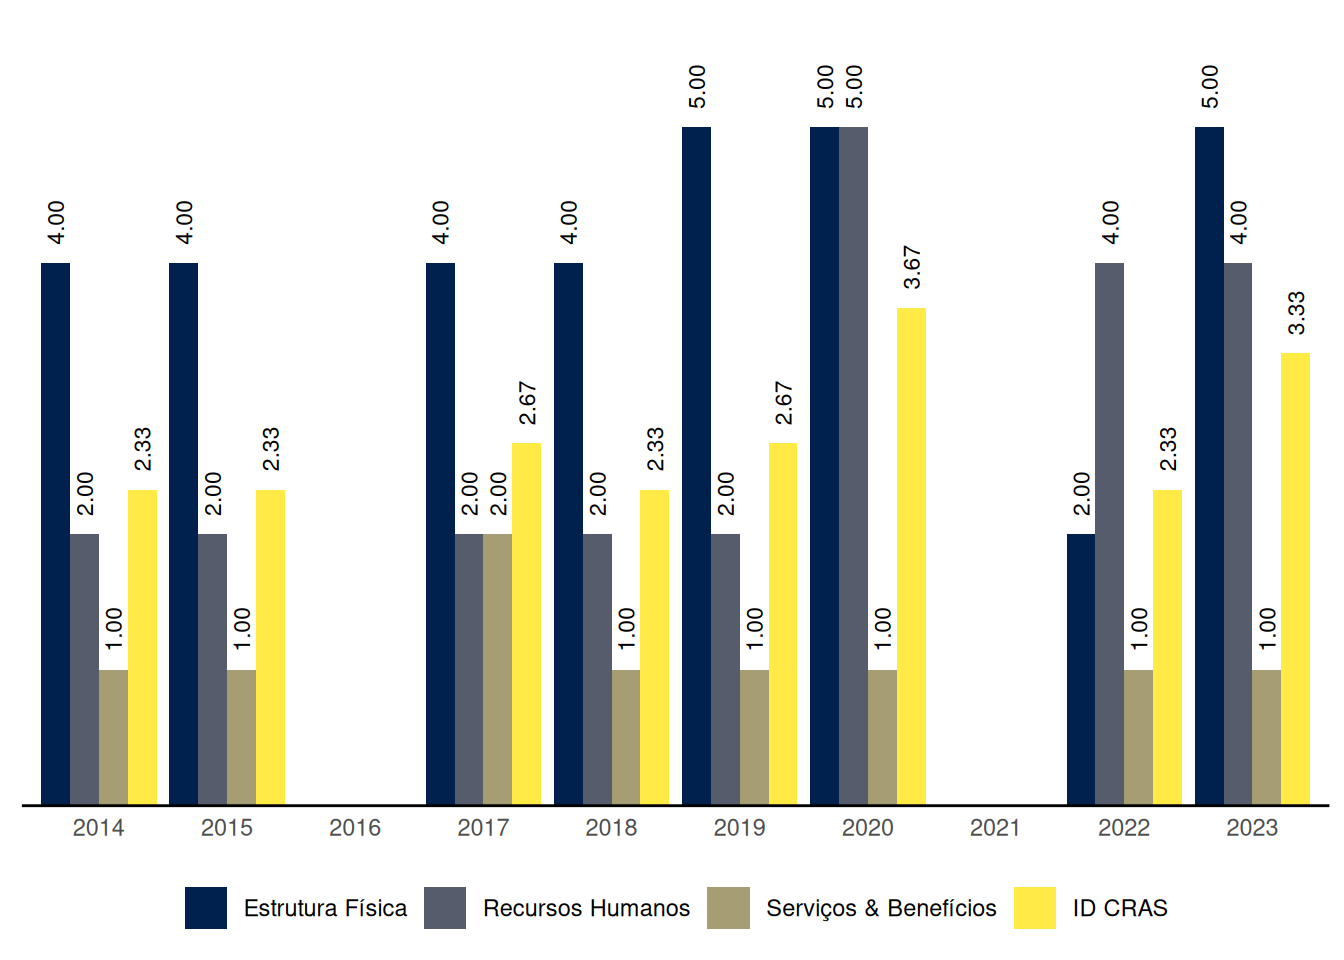 5.00 5.00 5.00 5.00
4.00 4.00 4.00 4.00 4.00 4.00
3.67
3.33
2.67 2.67
2.33 2.33 2.33 2.33
2.00 2.00 2.00 2.00 2.00 2.00 2.00
1.00 1.00 1.00 1.00 1.00 1.00 1.00
2014 2015 2016 2017 2018 2019 2020 2021 2022 2023
Estrutura Física Recursos Humanos Serviços & Benefícios ID CRAS